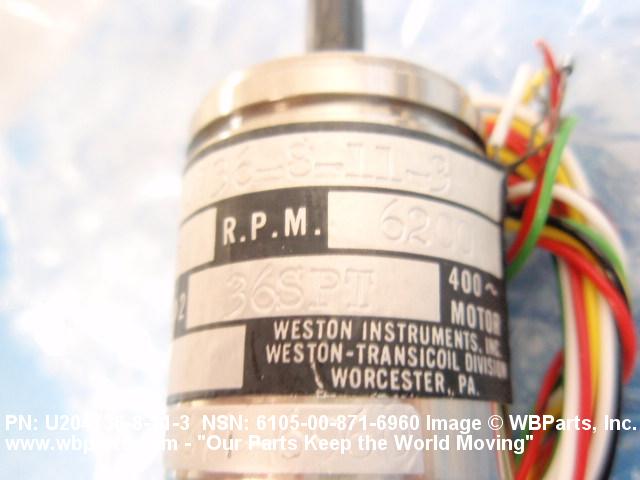 36-S-11-3
R.P.M. 6200
2 36SPT 400~
MOTOR
WESTON INSTRUMENTS, INC.
WESTON-TRANSICOIL DIVISION
WORCESTER, PA.
NSN: 6105-00-871-6960 Image © WBParts, Inc.
PN:
- "Our Parts Keep the World Moving"